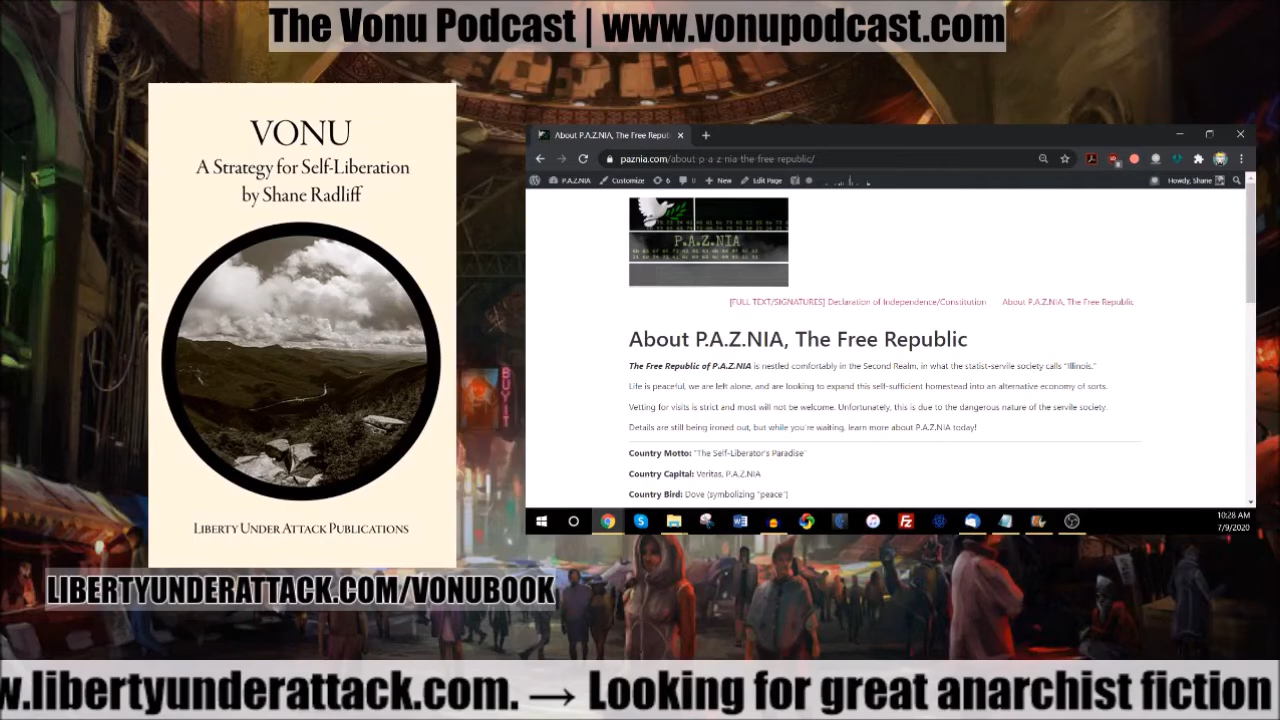 The Vonu Podcast | www.vonupodcast.com
VONU
A Strategy for Self-Liberation
by Shane Radliff
LIBERTY UNDER ATTACK PUBLICATIONS
LIBERTYUNDERATTACK.COM/VONUBOOK
About P.A.Z.NIA, The Free Repub
paznia.com/about-p-a-z-nia-the-free-republic/
P.A.Z.NIA
Customize
6
0
New
Edit Page
Howdy, Shane
P.A.Z.NIA
[FULL TEXT/SIGNATURES] Declaration of Independence/Constitution
About P.A.Z.NIA, The Free Republic
About P.A.Z.NIA, The Free Republic
The Free Republic of P.A.Z.NIA is nestled comfortably in the Second Realm, in what the statist-servile society calls "Illinois."
Life is peaceful, we are left alone, and are looking to expand this self-sufficient homestead into an alternative economy of sorts.
Vetting for visits is strict and most will not be welcome. Unfortunately, this is due to the dangerous nature of the servile society.
Details are still being ironed out, but while you're waiting, learn more about P.A.Z.NIA today!
Country Motto: "The Self-Liberator's Paradise"
Country Capital: Veritas, P.A.Z.NIA
Country Bird: Dove (symbolizing "peace")
10:28 AM
7/9/2020
BUY IT
w.libertyunderattack.com. → Looking for great anarchist fiction